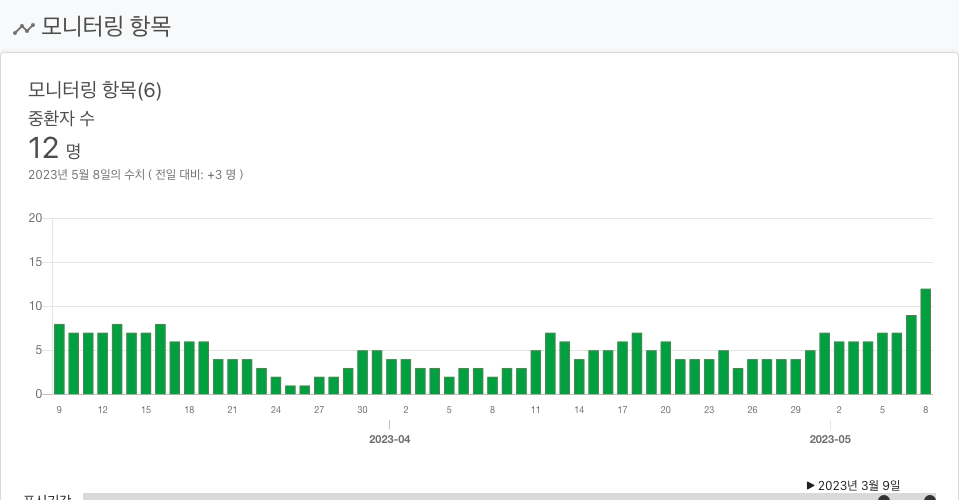 모니터링 항목
모니터링 항목(6)
중환자 수
12 명
2023년 5월 8일의 수치 ( 전일 대비: +3 명 )
20
15
10
5
0
9 12 15 18 21 24 27 30 2 5 8 11 14 17 20 23 26 29 2 5 8
2023-04 2023-05
▶ 2023년 3월 9일
표시기간